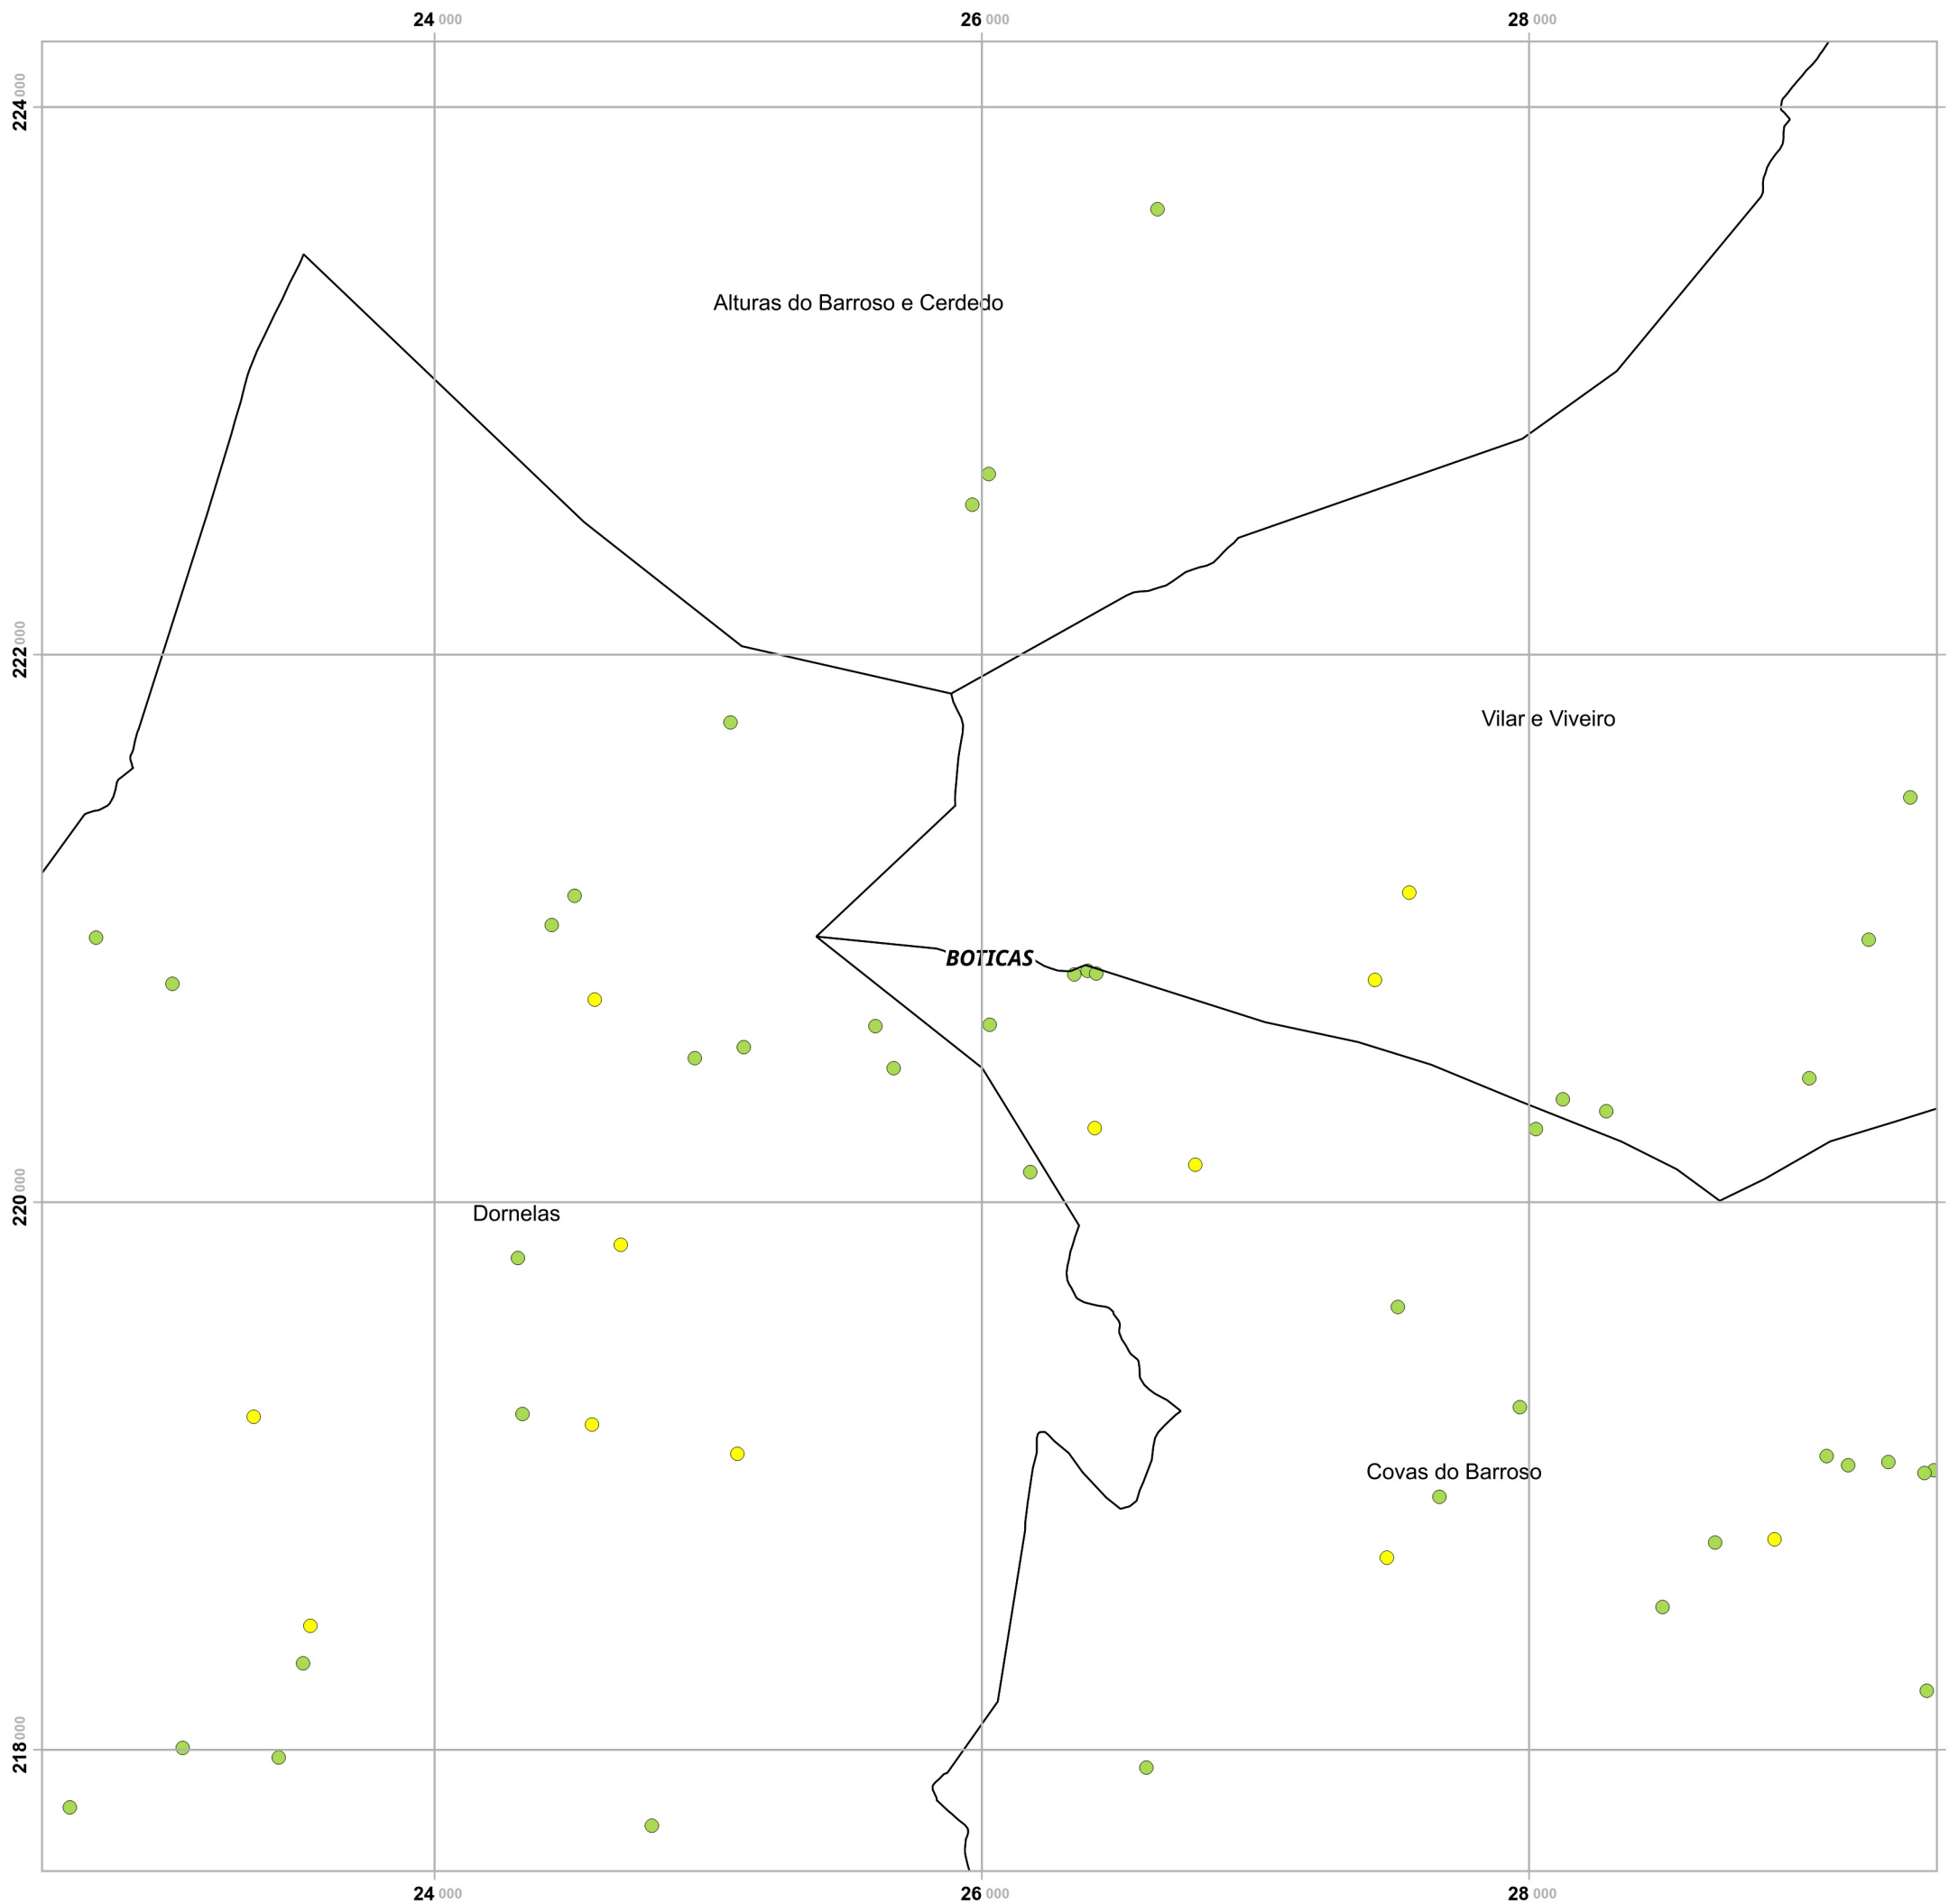 24 000 26 000 28 000
224 000
Alturas do Barroso e Cerdedo
222 000
Vilar e Viveiro
BOTICAS
220 000
Dornelas
Covas do Barroso
218 000
24 000 26 000 28 000